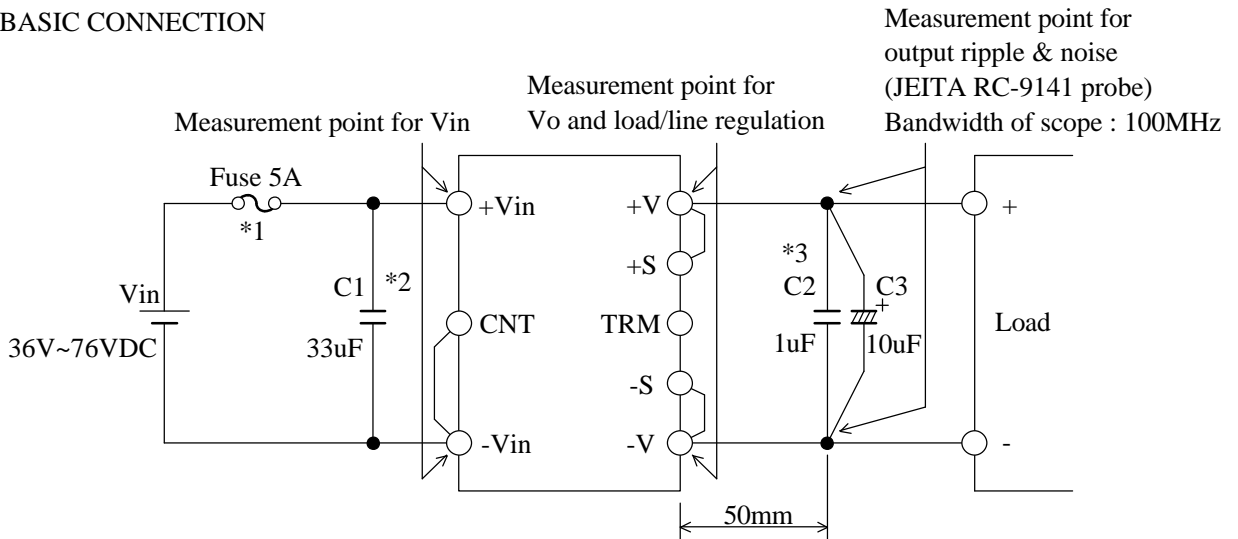 BASIC CONNECTION
Measurement point for
output ripple & noise
(JEITA RC-9141 probe)
Bandwidth of scope : 100MHz
Measurement point for
Vo and load/line regulation
Measurement point for Vin
Fuse 5A
*1
+Vin
+V
+
+S
*3
C1 *2
C2
C3
+
Vin
36V~76VDC
33uF
CNT
TRM
1uF
10uF
Load
-S
-Vin
-V
-
50mm